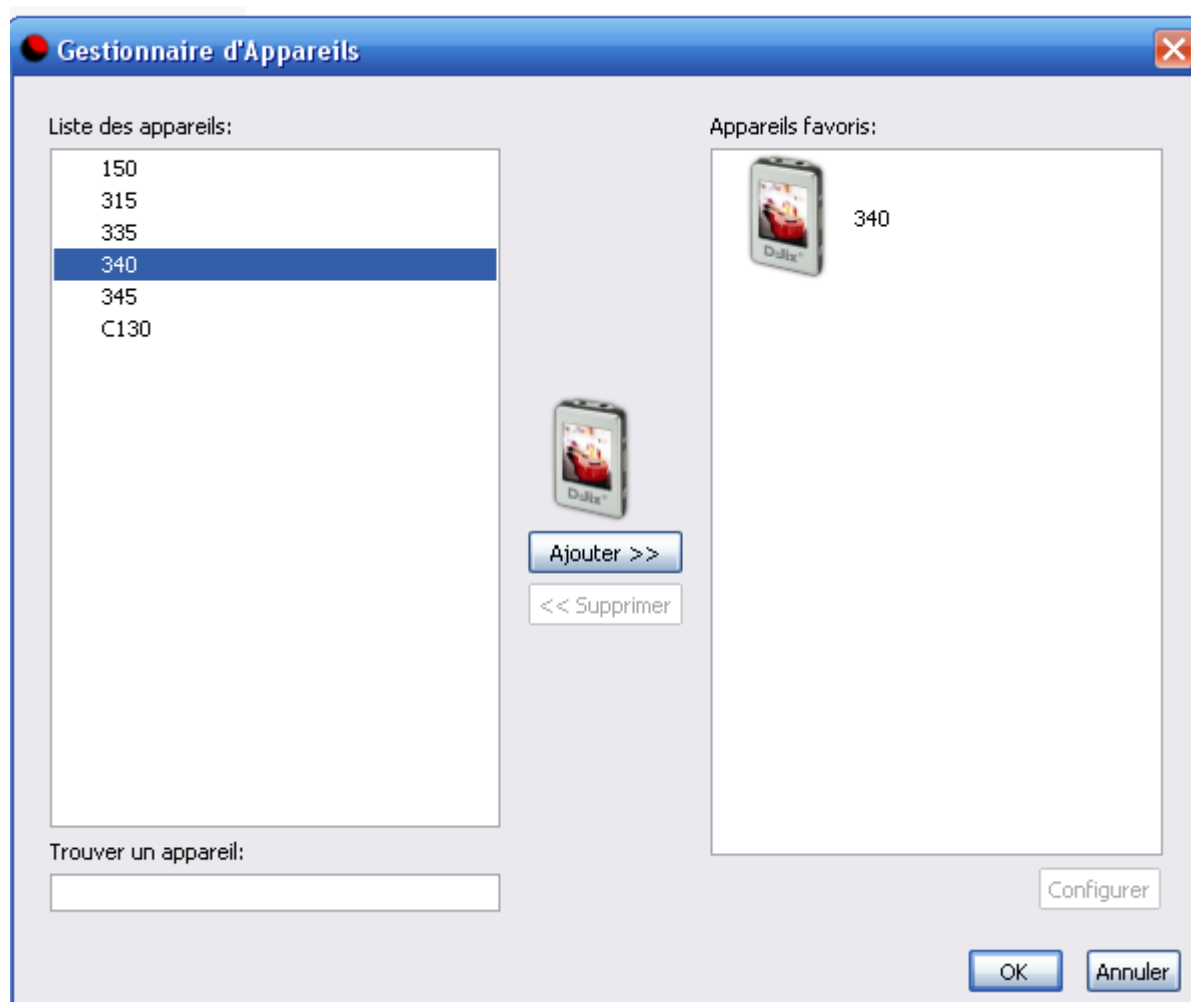 Gestionnaire d'Appareils
Liste des appareils:
150
315
335
340
345
C130
Trouver un appareil:
Ajouter >>
<< Supprimer
Appareils favoris:
340
Configurer
OK
Annuler